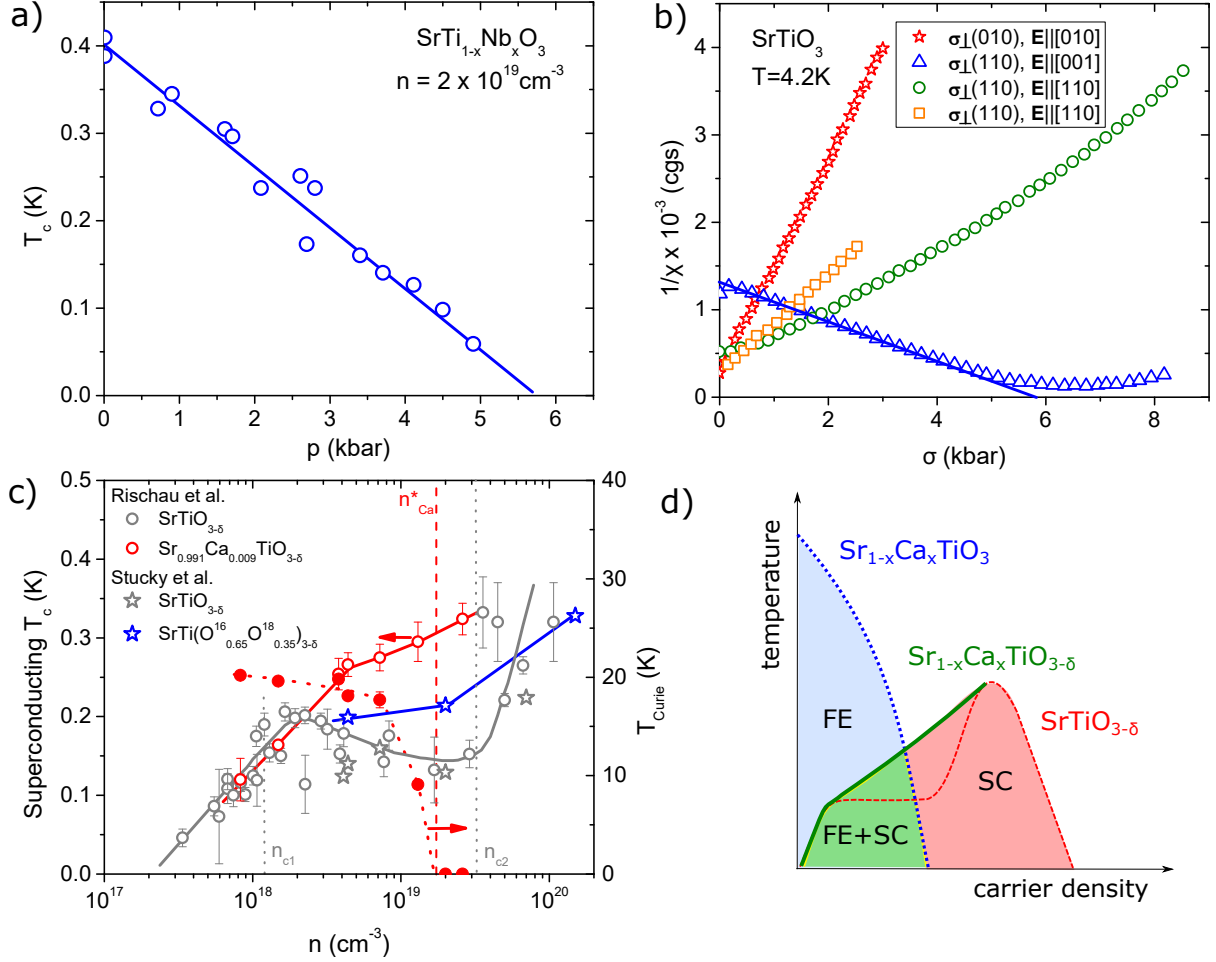 a)
SrTi1-xNbxO3
n = 2 x 10^19cm^-3
0.4
0.3
0.2
0.1
0.0
Tc (K)
0 1 2 3 4 5 6
p (kbar)
b)
SrTiO3
T=4.2K
σ⊥(010), E||[010]
σ⊥(110), E||[001]
σ⊥(110), E||[110]
σ⊥(110), E||[110]
4
3
2
1
0
1/χ x 10^-3 (cgs)
0 2 4 6 8
σ (kbar)
c)
Rischau et al.
SrTiO3-δ
Sr0.991Ca0.009TiO3-δ
Stucky et al.
SrTiO3-δ
SrTi(O^16 0.65O^18 0.35)3-δ
n*Ca
nc1
nc2
0.5
0.4
0.3
0.2
0.1
0.0
Superconducting Tc (K)
40
30
20
10
0
TCurie (K)
10^17 10^18 10^19 10^20
n (cm^-3)
d)
temperature
Sr1-xCaxTiO3
Sr1-xCaxTiO3-δ
SrTiO3-δ
FE
SC
FE+SC
carrier density